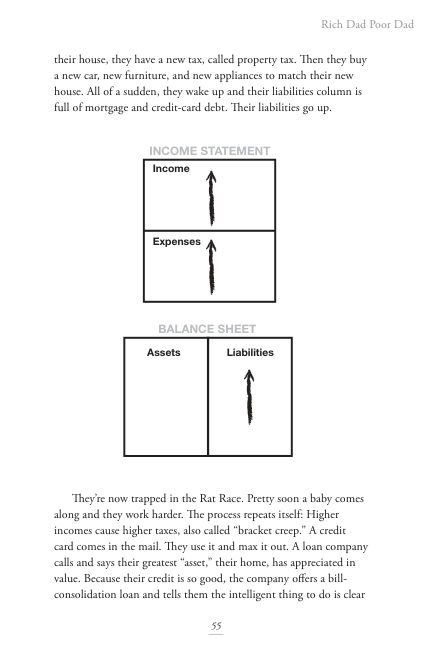 Rich Dad Poor Dad
their house, they have a new tax, called property tax. Then they buy
a new car, new furniture, and new appliances to match their new
house. All of a sudden, they wake up and their liabilities column is
full of mortgage and credit-card debt. Their liabilities go up.
INCOME STATEMENT
Income
Expenses
BALANCE SHEET
Assets
Liabilities
They’re now trapped in the Rat Race. Pretty soon a baby comes
along and they work harder. The process repeats itself: Higher
incomes cause higher taxes, also called “bracket creep.” A credit
card comes in the mail. They use it and max it out. A loan company
calls and says their greatest “asset,” their home, has appreciated in
value. Because their credit is so good, the company offers a bill-
consolidation loan and tells them the intelligent thing to do is clear
55